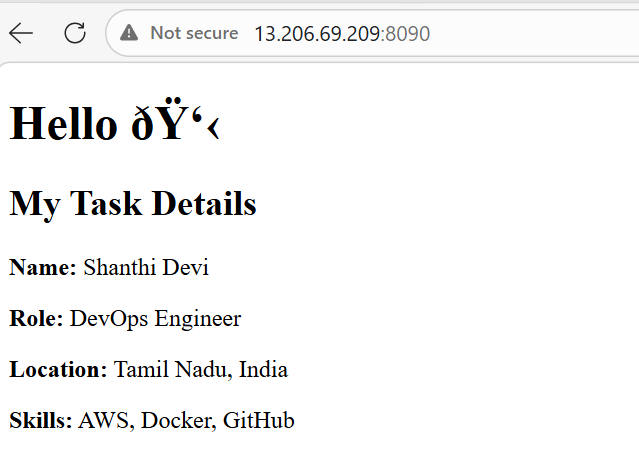 Not secure 13.206.69.209:8090
Hello ðŸ‘‹
My Task Details
Name: Shanthi Devi
Role: DevOps Engineer
Location: Tamil Nadu, India
Skills: AWS, Docker, GitHub